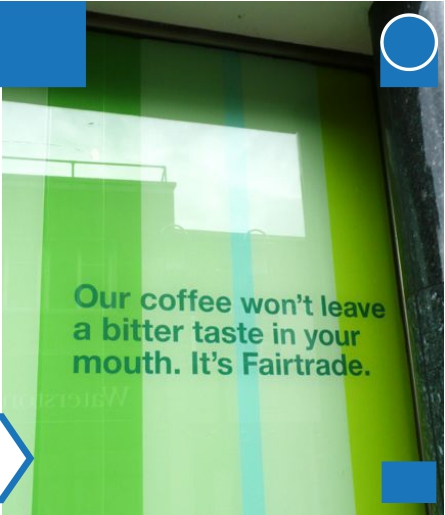 Our coffee won't leave
a bitter taste in your
mouth. It's Fairtrade.